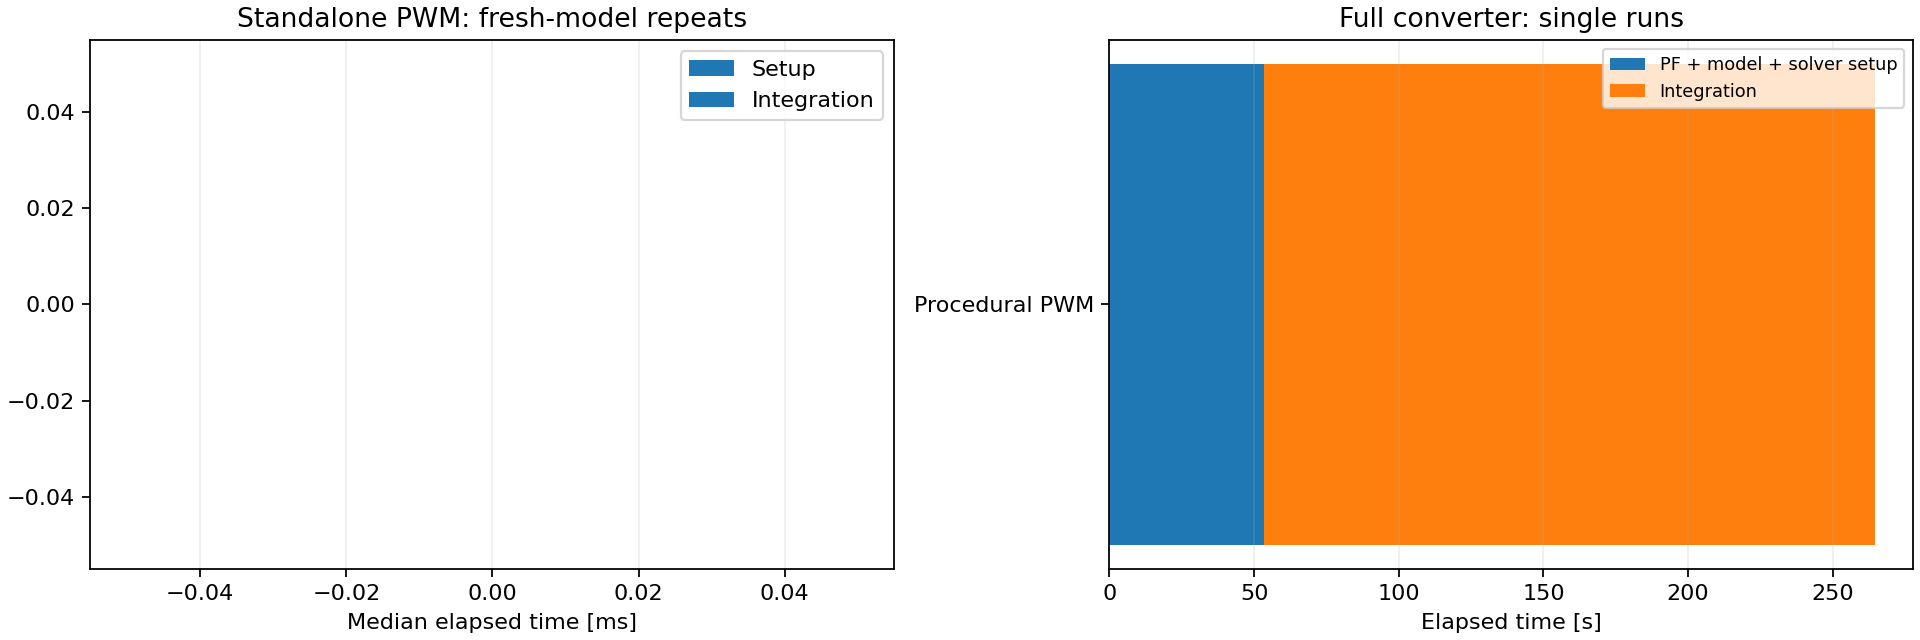 Standalone PWM: fresh-model repeats
Setup
Integration
0.04
0.02
0.00
−0.02
−0.04
−0.04
−0.02
0.00
0.02
0.04
Median elapsed time [ms]
Full converter: single runs
PF + model + solver setup
Integration
Procedural PWM
0
50
100
150
200
250
Elapsed time [s]